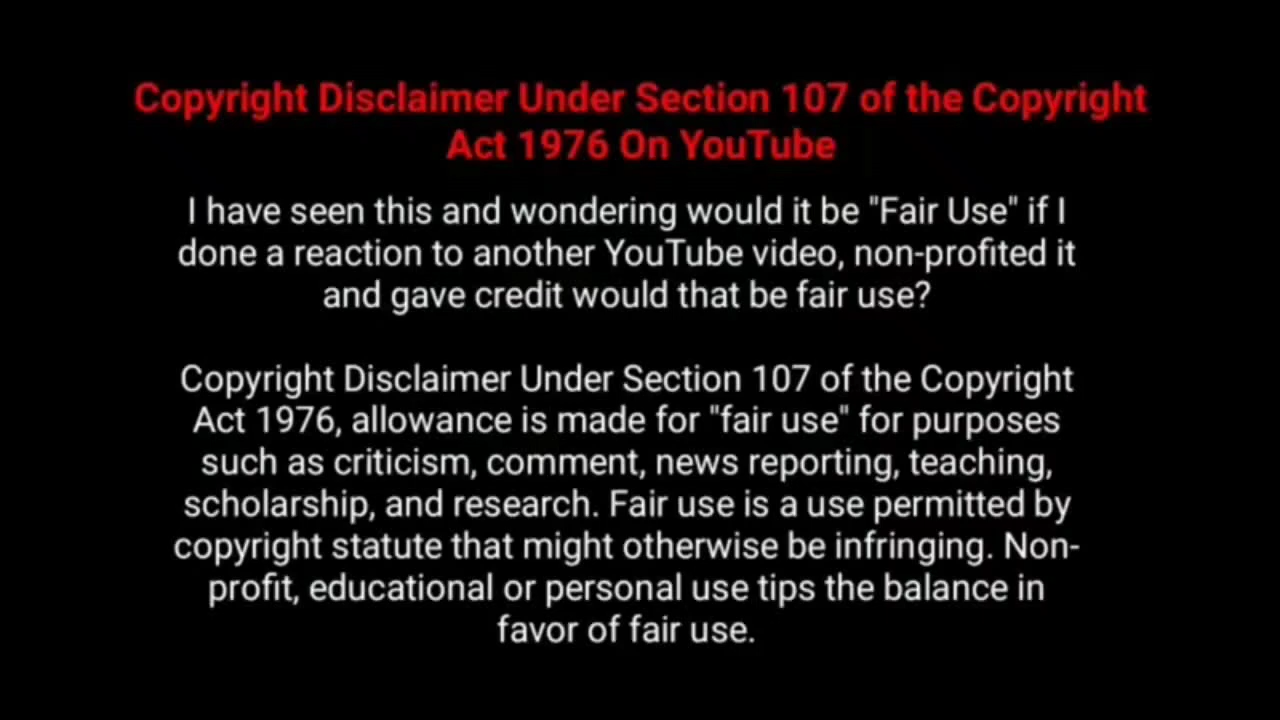 Copyright Disclaimer Under Section 107 of the Copyright
Act 1976 On YouTube
I have seen this and wondering would it be "Fair Use" if I
done a reaction to another YouTube video, non-profited it
and gave credit would that be fair use?
Copyright Disclaimer Under Section 107 of the Copyright
Act 1976, allowance is made for "fair use" for purposes
such as criticism, comment, news reporting, teaching,
scholarship, and research. Fair use is a use permitted by
copyright statute that might otherwise be infringing. Non-
profit, educational or personal use tips the balance in
favor of fair use.